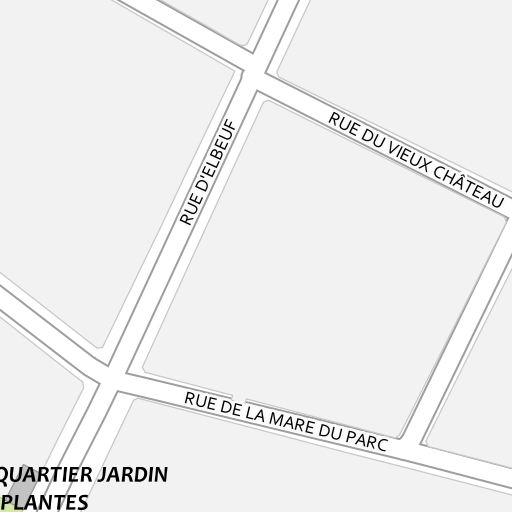 RUE DU VIEUX CHÂTEAU
RUE D'ELBEUF
RUE DE LA MARE DU PARC
QUARTIER JARDIN
PLANTES